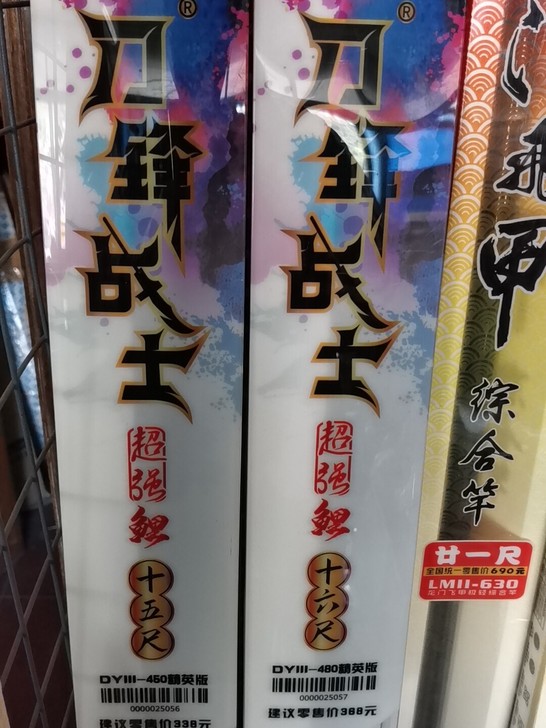 刀锋战士®
超强
鲤
十五尺
DYIII-450精英版
0000025056
建议零售价338元
刀锋战士®
超强
鲤
十六尺
DYIII-480精英版
0000025057
建议零售价368元
飛甲
综合竿
廿一尺
全国统一零售价690元
LMII-630